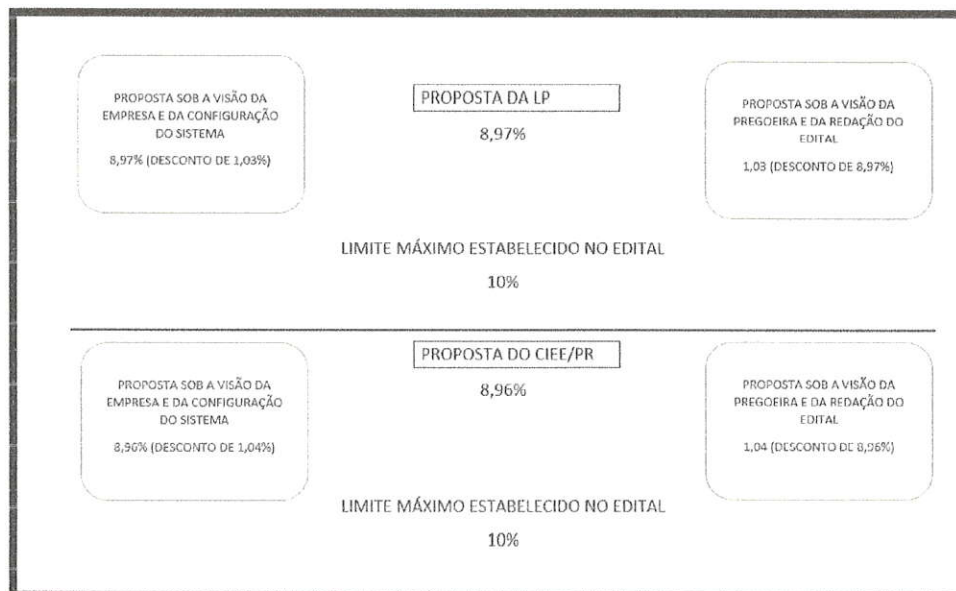 PROPOSTA SOB A VISÃO DA
EMPRESA E DA CONFIGURAÇÃO
DO SISTEMA
8,97% (DESCONTO DE 1,03%)
PROPOSTA DA LP
8,97%
PROPOSTA SOB A VISÃO DA
PREGOEIRA E DA REDAÇÃO DO
EDITAL
1,03 (DESCONTO DE 8,97%)
LIMITE MÁXIMO ESTABELECIDO NO EDITAL
10%
PROPOSTA SOB A VISÃO DA
EMPRESA E DA CONFIGURAÇÃO
DO SISTEMA
8,96% (DESCONTO DE 1,04%)
PROPOSTA DO CIEE/PR
8,96%
PROPOSTA SOB A VISÃO DA
PREGOEIRA E DA REDAÇÃO DO
EDITAL
1,04 (DESCONTO DE 8,96%)
LIMITE MÁXIMO ESTABELECIDO NO EDITAL
10%